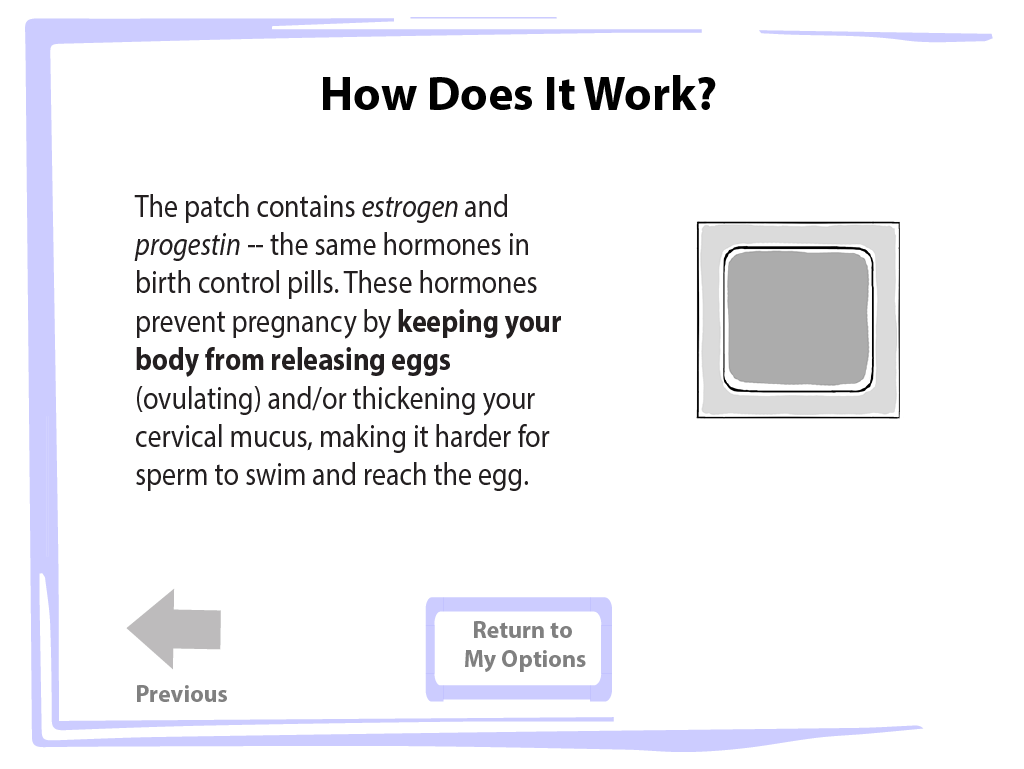 How Does It Work?
The patch contains estrogen and
progestin -- the same hormones in
birth control pills. These hormones
prevent pregnancy by keeping your
body from releasing eggs
(ovulating) and/or thickening your
cervical mucus, making it harder for
sperm to swim and reach the egg.
Return to
My Options
Previous